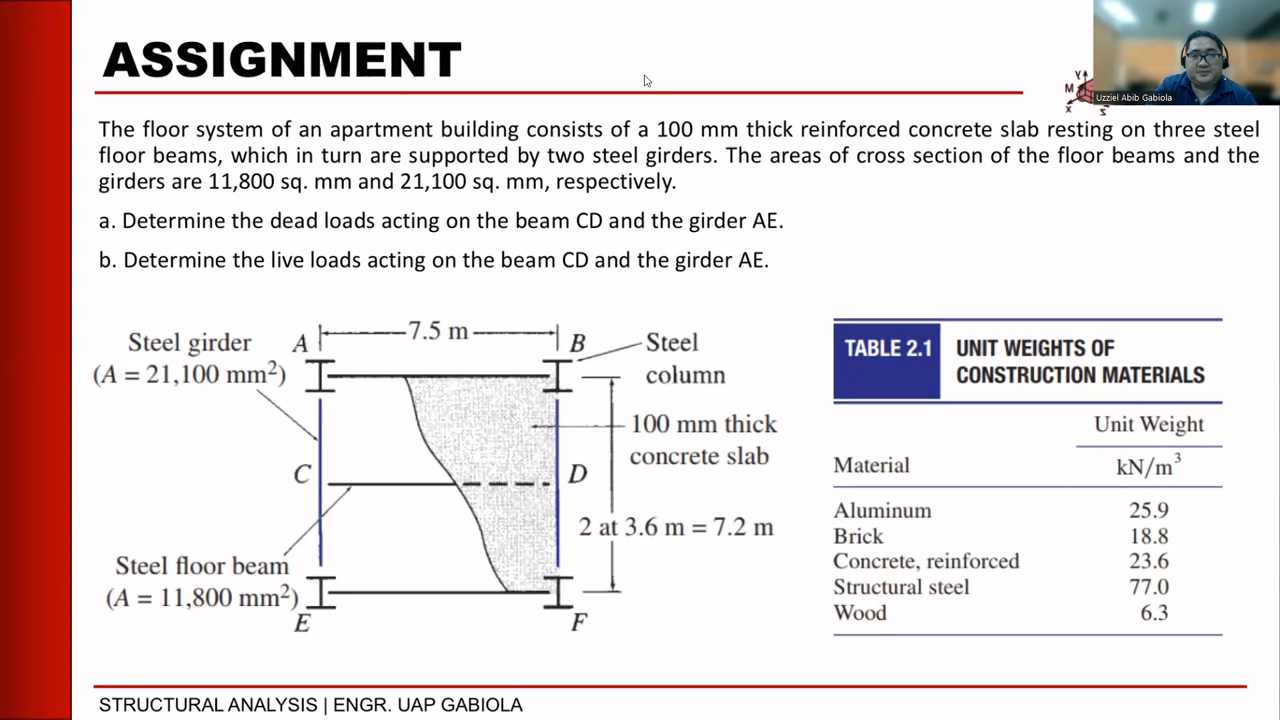 ASSIGNMENT
Y
M
X
S
Uzziel Abib Gabiola
The floor system of an apartment building consists of a 100 mm thick reinforced concrete slab resting on three steel
floor beams, which in turn are supported by two steel girders. The areas of cross section of the floor beams and the
girders are 11,800 sq. mm and 21,100 sq. mm, respectively.
a. Determine the dead loads acting on the beam CD and the girder AE.
b. Determine the live loads acting on the beam CD and the girder AE.
Steel girder
(A = 21,100 mm²)
A
7.5 m
B
Steel
column
100 mm thick
concrete slab
C
D
2 at 3.6 m = 7.2 m
Steel floor beam
(A = 11,800 mm²)
E
F
TABLE 2.1 UNIT WEIGHTS OF
CONSTRUCTION MATERIALS
Unit Weight
Material kN/m³
Aluminum 25.9
Brick 18.8
Concrete, reinforced 23.6
Structural steel 77.0
Wood 6.3
STRUCTURAL ANALYSIS | ENGR. UAP GABIOLA